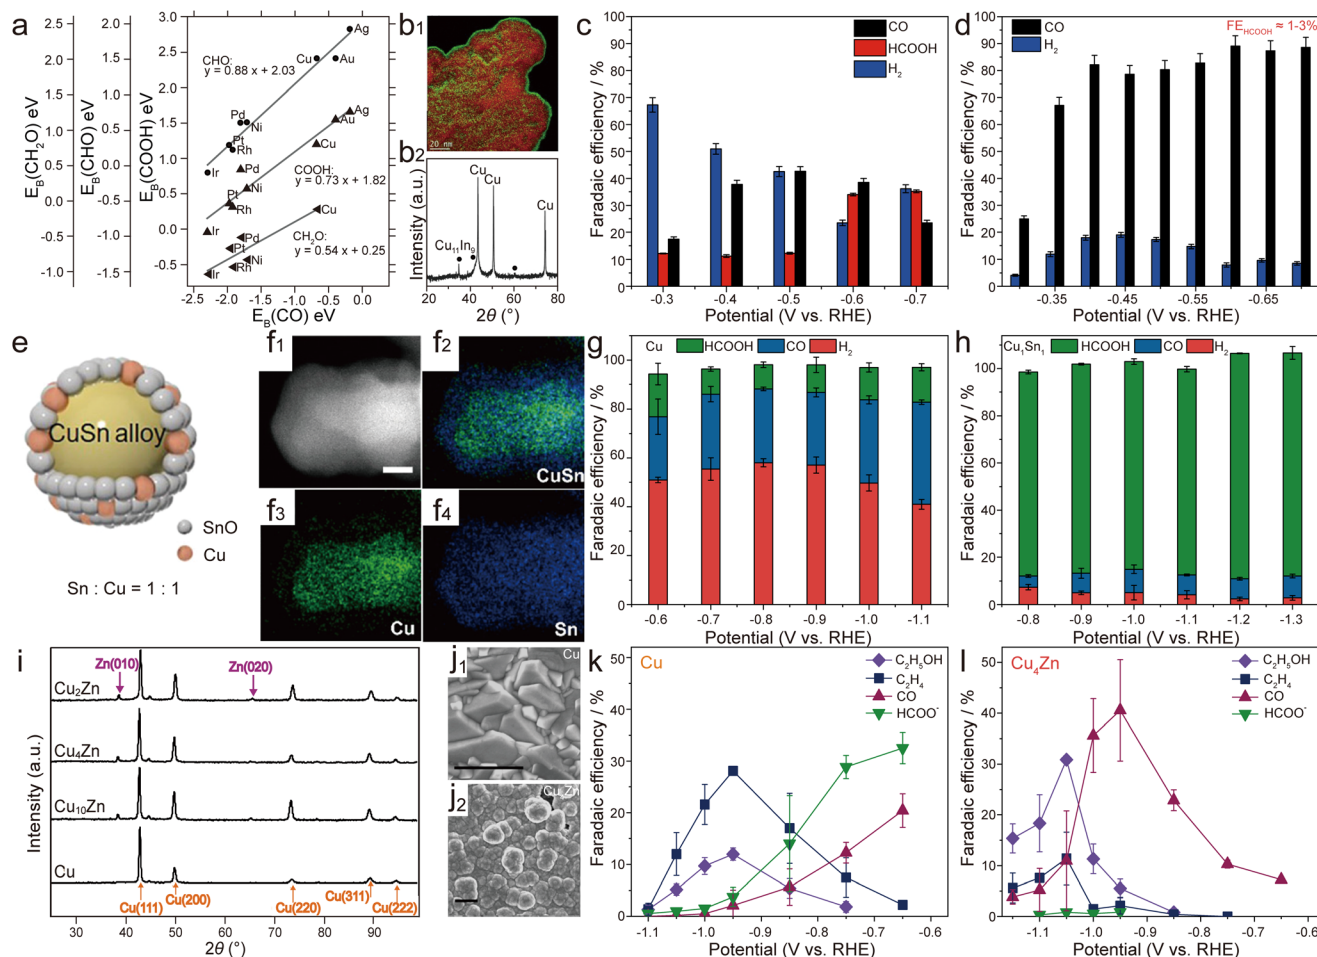 a
E_B(CH₂O) eV
2.5
2.0
1.5
1.0
0.5
0.0
-0.5
-1.0
E_B(CHO) eV
2.0
1.5
1.0
0.5
0.0
-0.5
-1.0
-1.5
E_B(COOH) eV
3.0
2.5
2.0
1.5
1.0
0.5
0.0
-0.5
CHO:
y = 0.88 x + 2.03
COOH:
y = 0.73 x + 1.82
CH₂O:
y = 0.54 x + 0.25
Ag
Cu
Au
Pd
Ni
Pt
Rh
Ir
Ag
Au
Cu
Pd
Ni
Pt
Rh
Ir
Cu
Pd
Pt
Ni
Rh
Ir
-2.5 -2.0 -1.5 -1.0 -0.5 0.0
E_B(CO) eV
b1
20 nm
b2
Intensity (a.u.)
Cu
Cu
Cu
Cu₁₁In₉
20 40 60 80
2θ (°)
c
CO
HCOOH
H₂
Faradaic efficiency / %
100
90
80
70
60
50
40
30
20
10
0
-0.3 -0.4 -0.5 -0.6 -0.7
Potential (V vs. RHE)
d
CO
H₂
FE_HCOOH ≈ 1-3%
Faradaic efficiency / %
100
90
80
70
60
50
40
30
20
10
0
-0.35 -0.45 -0.55 -0.65
Potential (V vs. RHE)
e
CuSn alloy
SnO
Cu
Sn : Cu = 1 : 1
f1
f2
CuSn
f3
Cu
f4
Sn
g
Cu
HCOOH CO H₂
Faradaic efficiency / %
100
80
60
40
20
0
-0.6 -0.7 -0.8 -0.9 -1.0 -1.1
Potential (V vs. RHE)
h
Cu₁Sn₁
HCOOH CO H₂
Faradaic efficiency / %
100
80
60
40
20
0
-0.8 -0.9 -1.0 -1.1 -1.2 -1.3
Potential (V vs. RHE)
i
Intensity (a.u.)
Zn(010)
Zn(020)
Cu₂Zn
Cu₄Zn
Cu₁₀Zn
Cu
Cu(111)
Cu(200)
Cu(220)
Cu(311)
Cu(222)
30 40 50 60 70 80 90
2θ (°)
j1
Cu
j2
k
Cu
C₂H₅OH
C₂H₄
CO
HCOO⁻
Faradaic efficiency / %
50
40
30
20
10
0
-1.1 -1.0 -0.9 -0.8 -0.7 -0.6
Potential (V vs. RHE)
l
Cu₄Zn
C₂H₅OH
C₂H₄
CO
HCOO⁻
Faradaic efficiency / %
50
40
30
20
10
0
-1.1 -1.0 -0.9 -0.8 -0.7 -0.6
Potential (V vs. RHE)